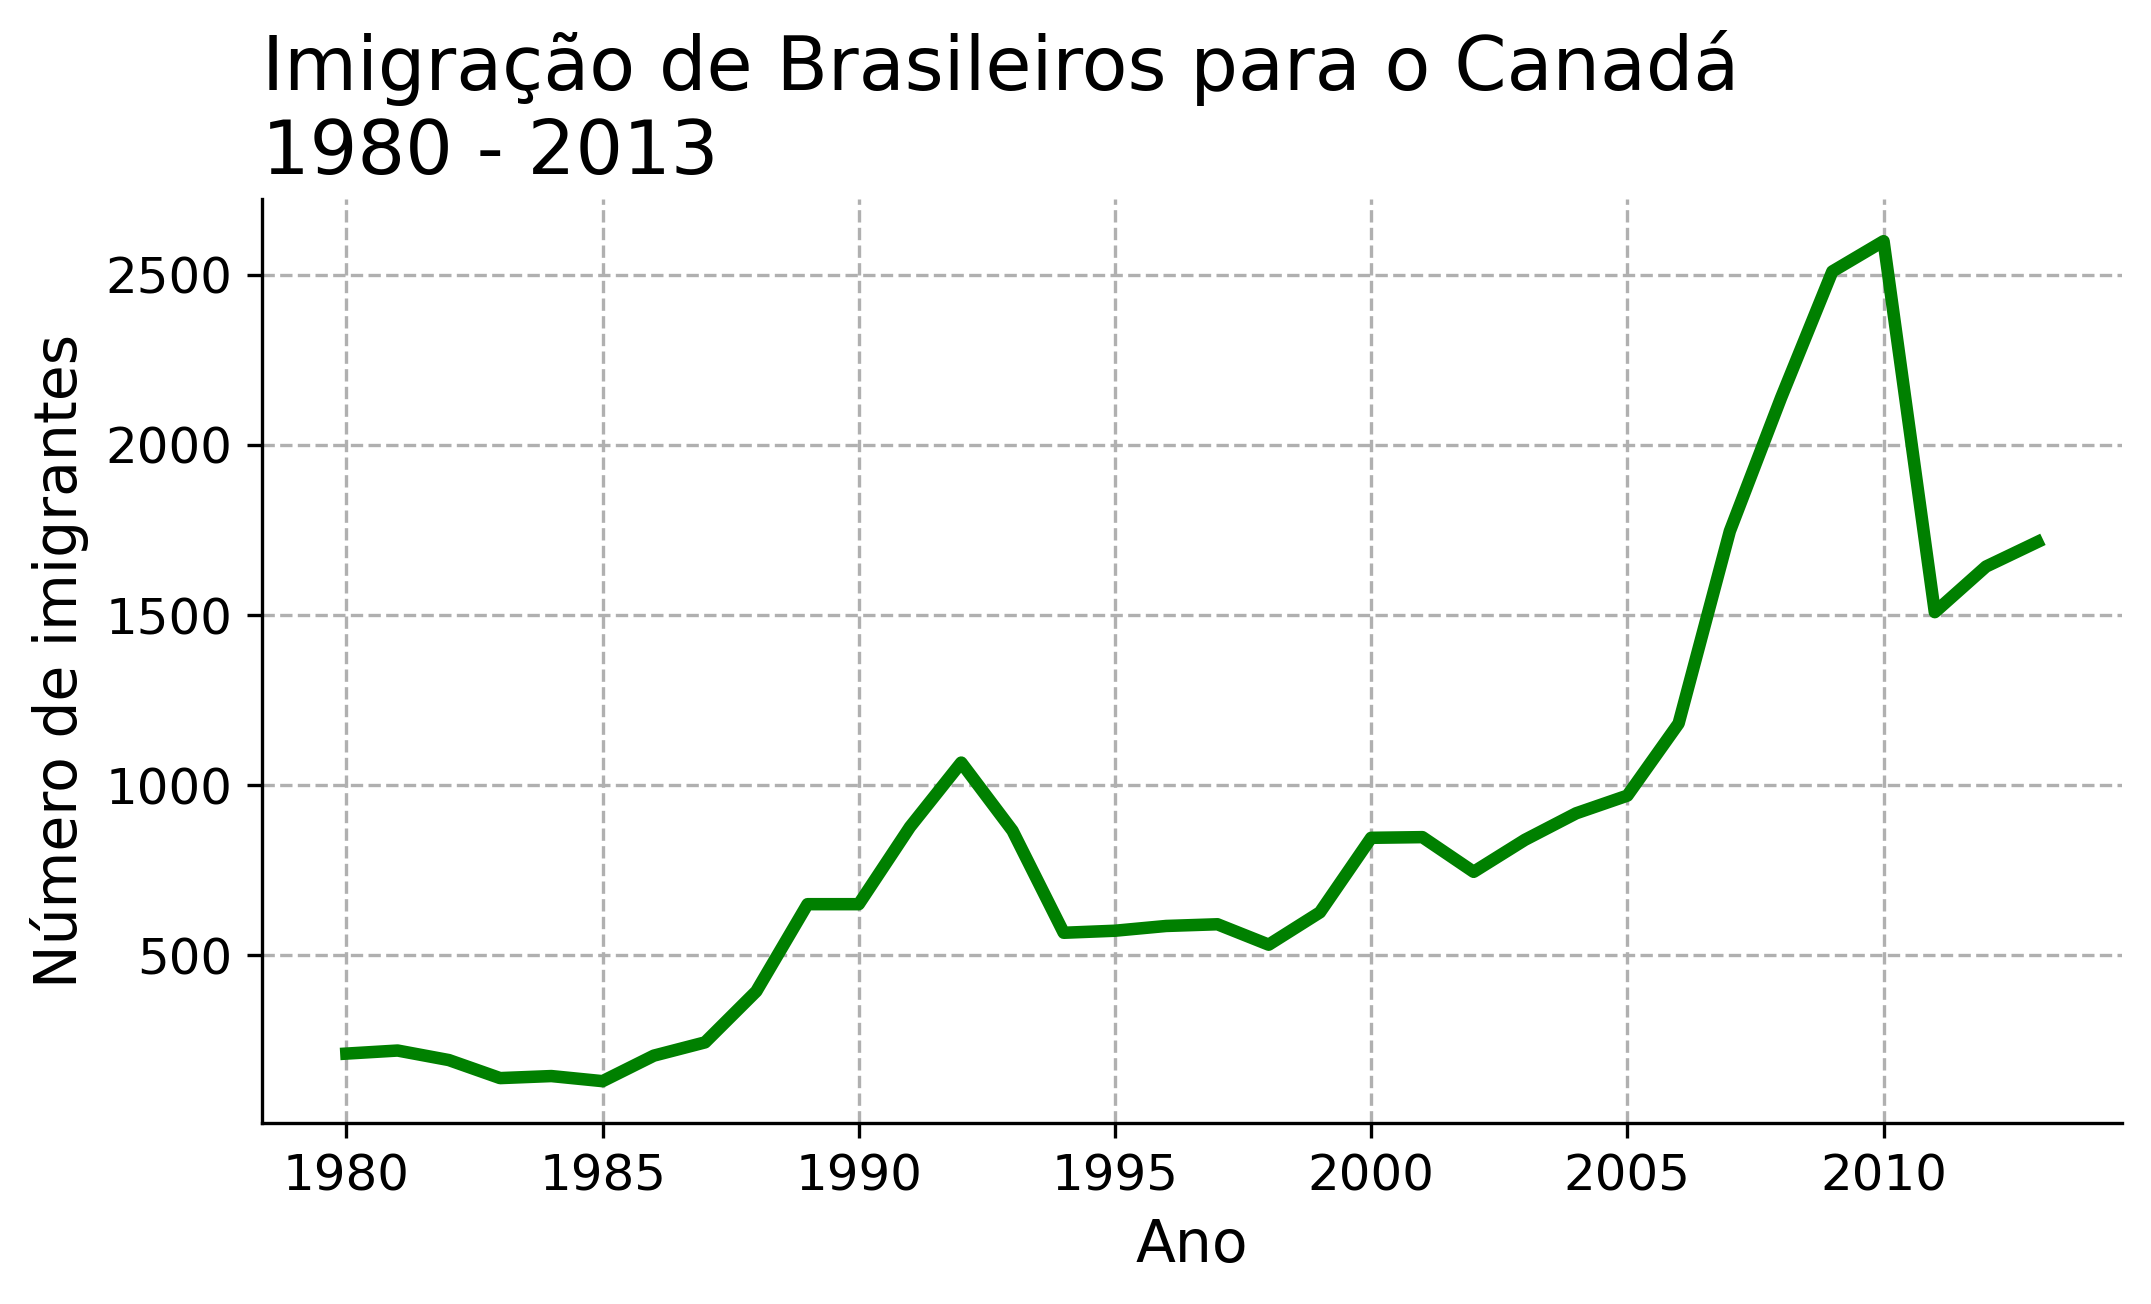 Imigração de Brasileiros para o Canadá
1980 - 2013
Número de imigrantes
2500
2000
1500
1000
500
1980 1985 1990 1995 2000 2005 2010
Ano